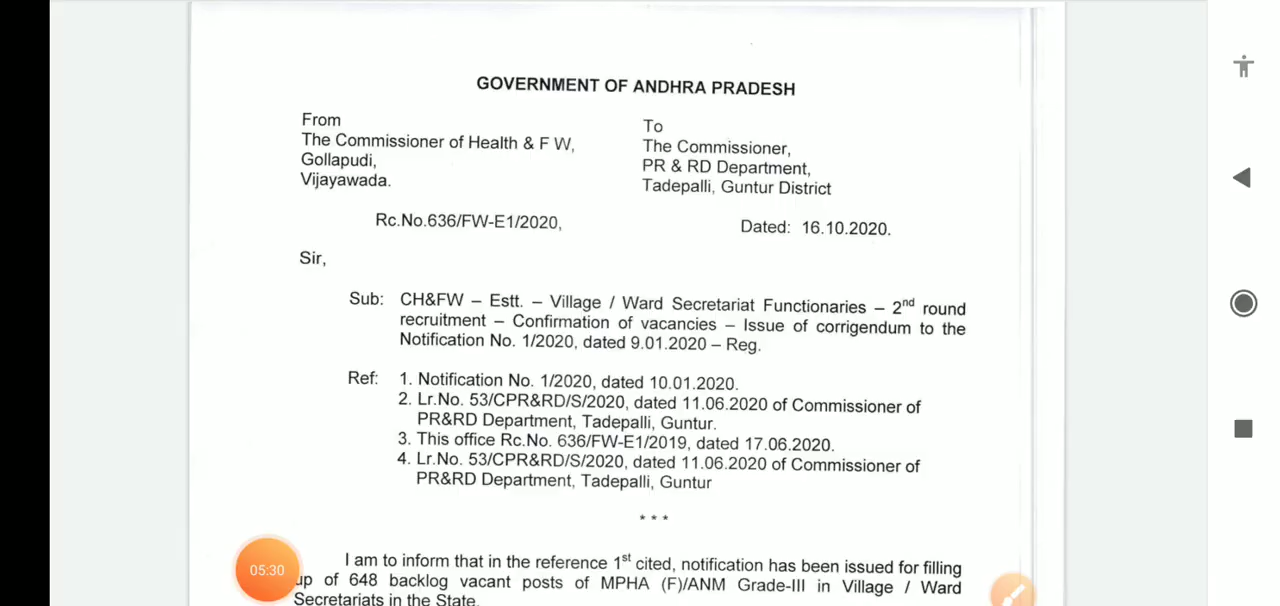 GOVERNMENT OF ANDHRA PRADESH
From
The Commissioner of Health & F W,
Gollapudi,
Vijayawada.
To
The Commissioner,
PR & RD Department,
Tadepalli, Guntur District
Rc.No.636/FW-E1/2020,
Dated: 16.10.2020.
Sir,
Sub: CH&FW – Estt. – Village / Ward Secretariat Functionaries – 2nd round
recruitment – Confirmation of vacancies – Issue of corrigendum to the
Notification No. 1/2020, dated 9.01.2020 – Reg.
Ref: 1. Notification No. 1/2020, dated 10.01.2020.
2. Lr.No. 53/CPR&RD/S/2020, dated 11.06.2020 of Commissioner of
PR&RD Department, Tadepalli, Guntur.
3. This office Rc.No. 636/FW-E1/2019, dated 17.06.2020.
4. Lr.No. 53/CPR&RD/S/2020, dated 11.06.2020 of Commissioner of
PR&RD Department, Tadepalli, Guntur
* * *
I am to inform that in the reference 1st cited, notification has been issued for filling
up of 648 backlog vacant posts of MPHA (F)/ANM Grade-III in Village / Ward
Secretariats in the State.
05:30